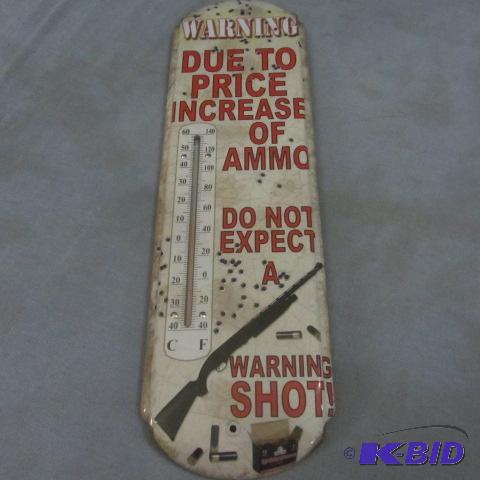 WARNING
DUE TO
PRICE
INCREASE
OF
AMMO
60 140
50 120
40 100
30 80
20 60
10 40
0 20
10 0
20 20
30
40 40
C F
DO NOT
EXPECT
A
WARNING
SHOT!
© K-BID